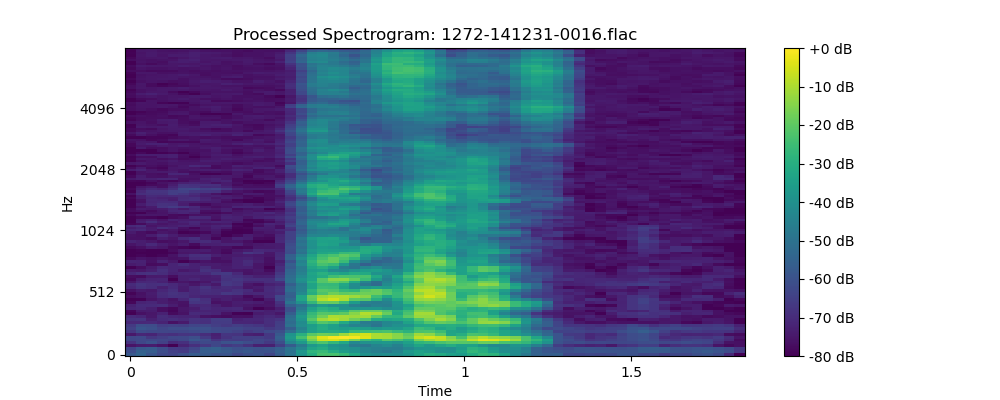 Processed Spectrogram: 1272-141231-0016.flac
+0 dB
4096
-10 dB
-20 dB
2048
-30 dB
Hz
-40 dB
1024
-50 dB
512
-60 dB
-70 dB
0
-80 dB
0 0.5 1 1.5
Time